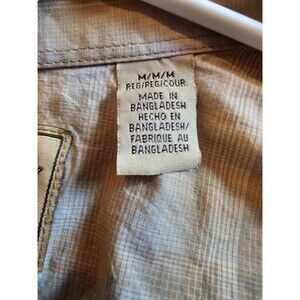 M/M/M
REG/REG/COUR
MADE IN
BANGLADESH
HECHO EN
BANGLADESH/
FABRIQUE AU
BANGLADESH